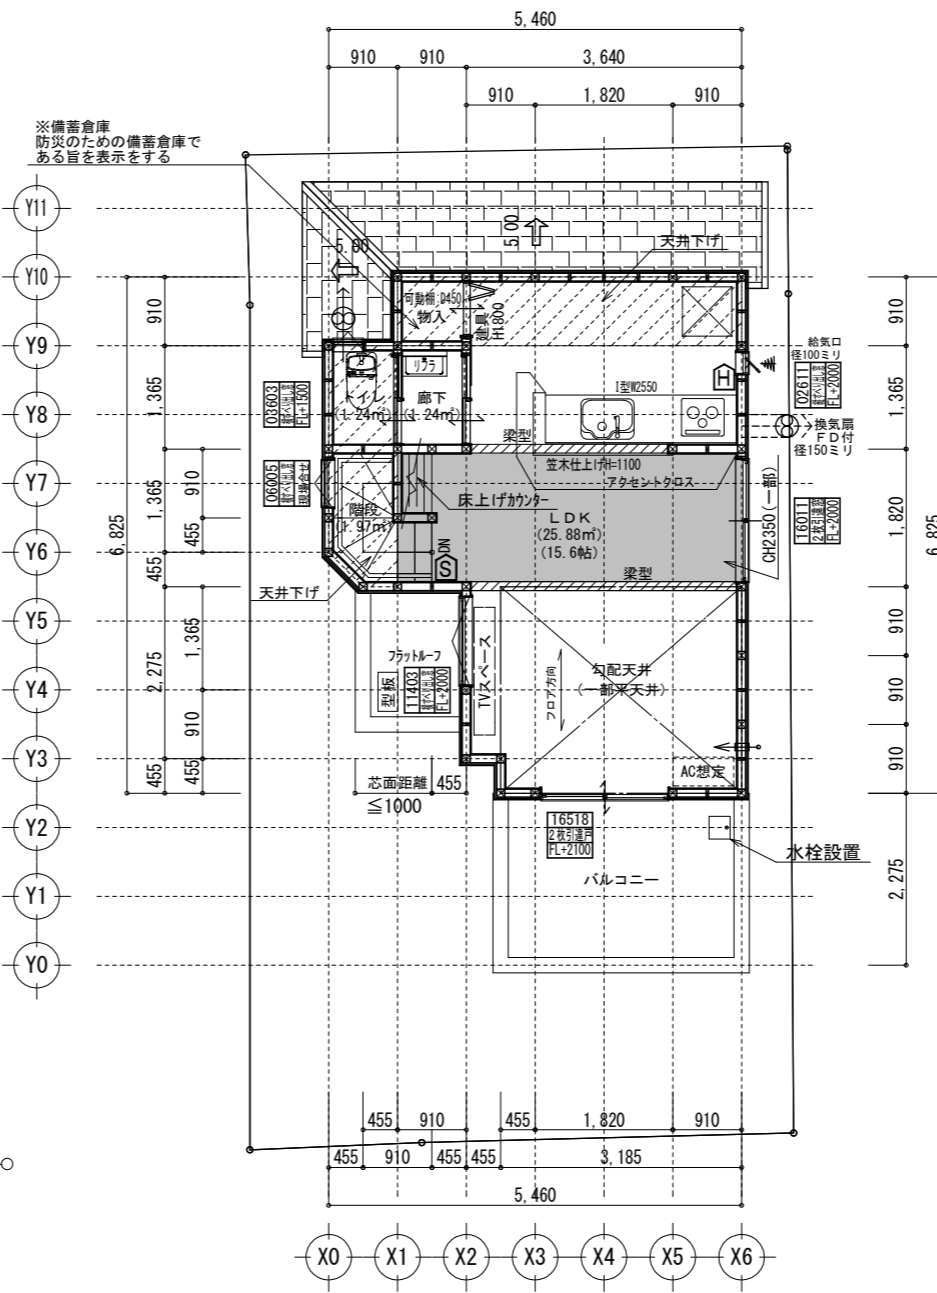 5,460
910
910
3,640
910
1,820
910
※備蓄倉庫
防災のための備蓄倉庫で
ある旨を表示をする
Y11
Y10
Y9
Y8
Y7
Y6
Y5
Y4
Y3
Y2
Y1
Y0
5.00
5.00
天井下げ
可動棚:D450
物入
建具
H1800
910
1,365
1,365
455
2,275
6,825
910
455
1,365
910
455
455
給気口
径100ミリ
02611
FL+2000
換気扇
FD付
径150ミリ
16011
2枚引違窓
FL+2000
910
1,365
1,820
910
910
910
2,275
6,825
03603
FL+1500
06005
現場合せ
トイレ
(1.24㎡)
廊下
(1.24㎡)
I型W2550
H
梁型
笠木仕上げH=1100
アクセントクロス
階段
(1.97㎡)
床上げカウンター
LDK
(25.88㎡)
(15.6帖)
CH2350(一部)
DN
S
梁型
天井下げ
フラットルーフ
型板
11403
FL+2000
TVスペース
フロア方向
勾配天井
(一部平天井)
AC想定
芯面距離
455
≦1000
16518
2枚引違戸
FL+2100
水栓設置
バルコニー
455
910
455
1,820
910
455
910
455
455
3,185
5,460
X0
X1
X2
X3
X4
X5
X6